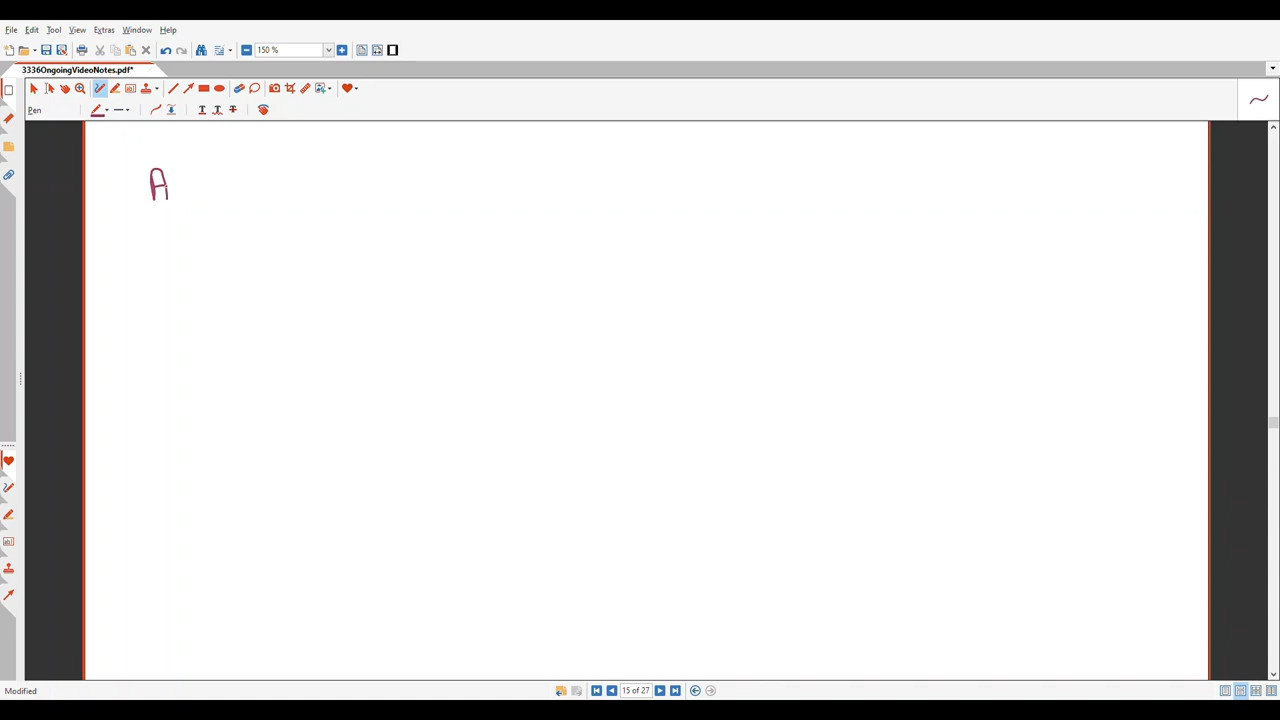 File Edit Tool View Extras Window Help
150 %
3336OngoingVideoNotes.pdf*
Pen
A
Modified
15 of 27